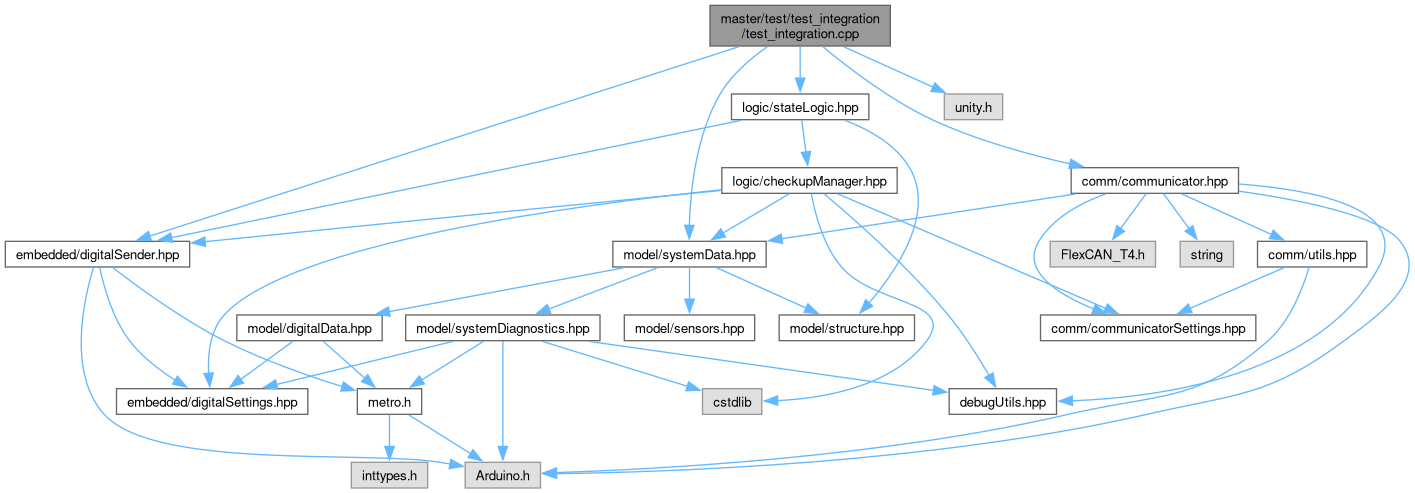 master/test/test_integration
/test_integration.cpp
logic/stateLogic.hpp
unity.h
logic/checkupManager.hpp
comm/communicator.hpp
embedded/digitalSender.hpp
model/systemData.hpp
FlexCAN_T4.h
string
comm/utils.hpp
model/digitalData.hpp
model/systemDiagnostics.hpp
model/sensors.hpp
model/structure.hpp
comm/communicatorSettings.hpp
embedded/digitalSettings.hpp
metro.h
cstdlib
debugUtils.hpp
inttypes.h
Arduino.h